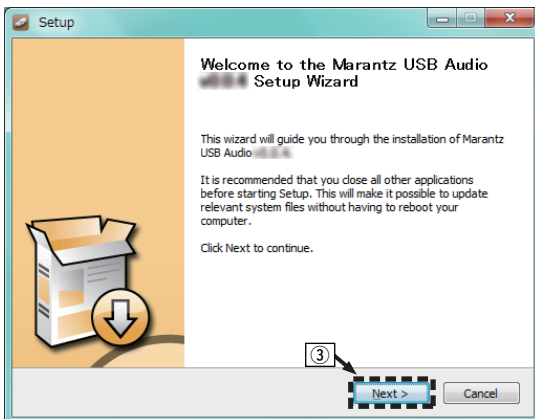 Setup
Welcome to the Marantz USB Audio
Setup Wizard
This wizard will guide you through the installation of Marantz
USB Audio
It is recommended that you close all other applications
before starting Setup. This will make it possible to update
relevant system files without having to reboot your
computer.
Click Next to continue.
③
Next >
Cancel